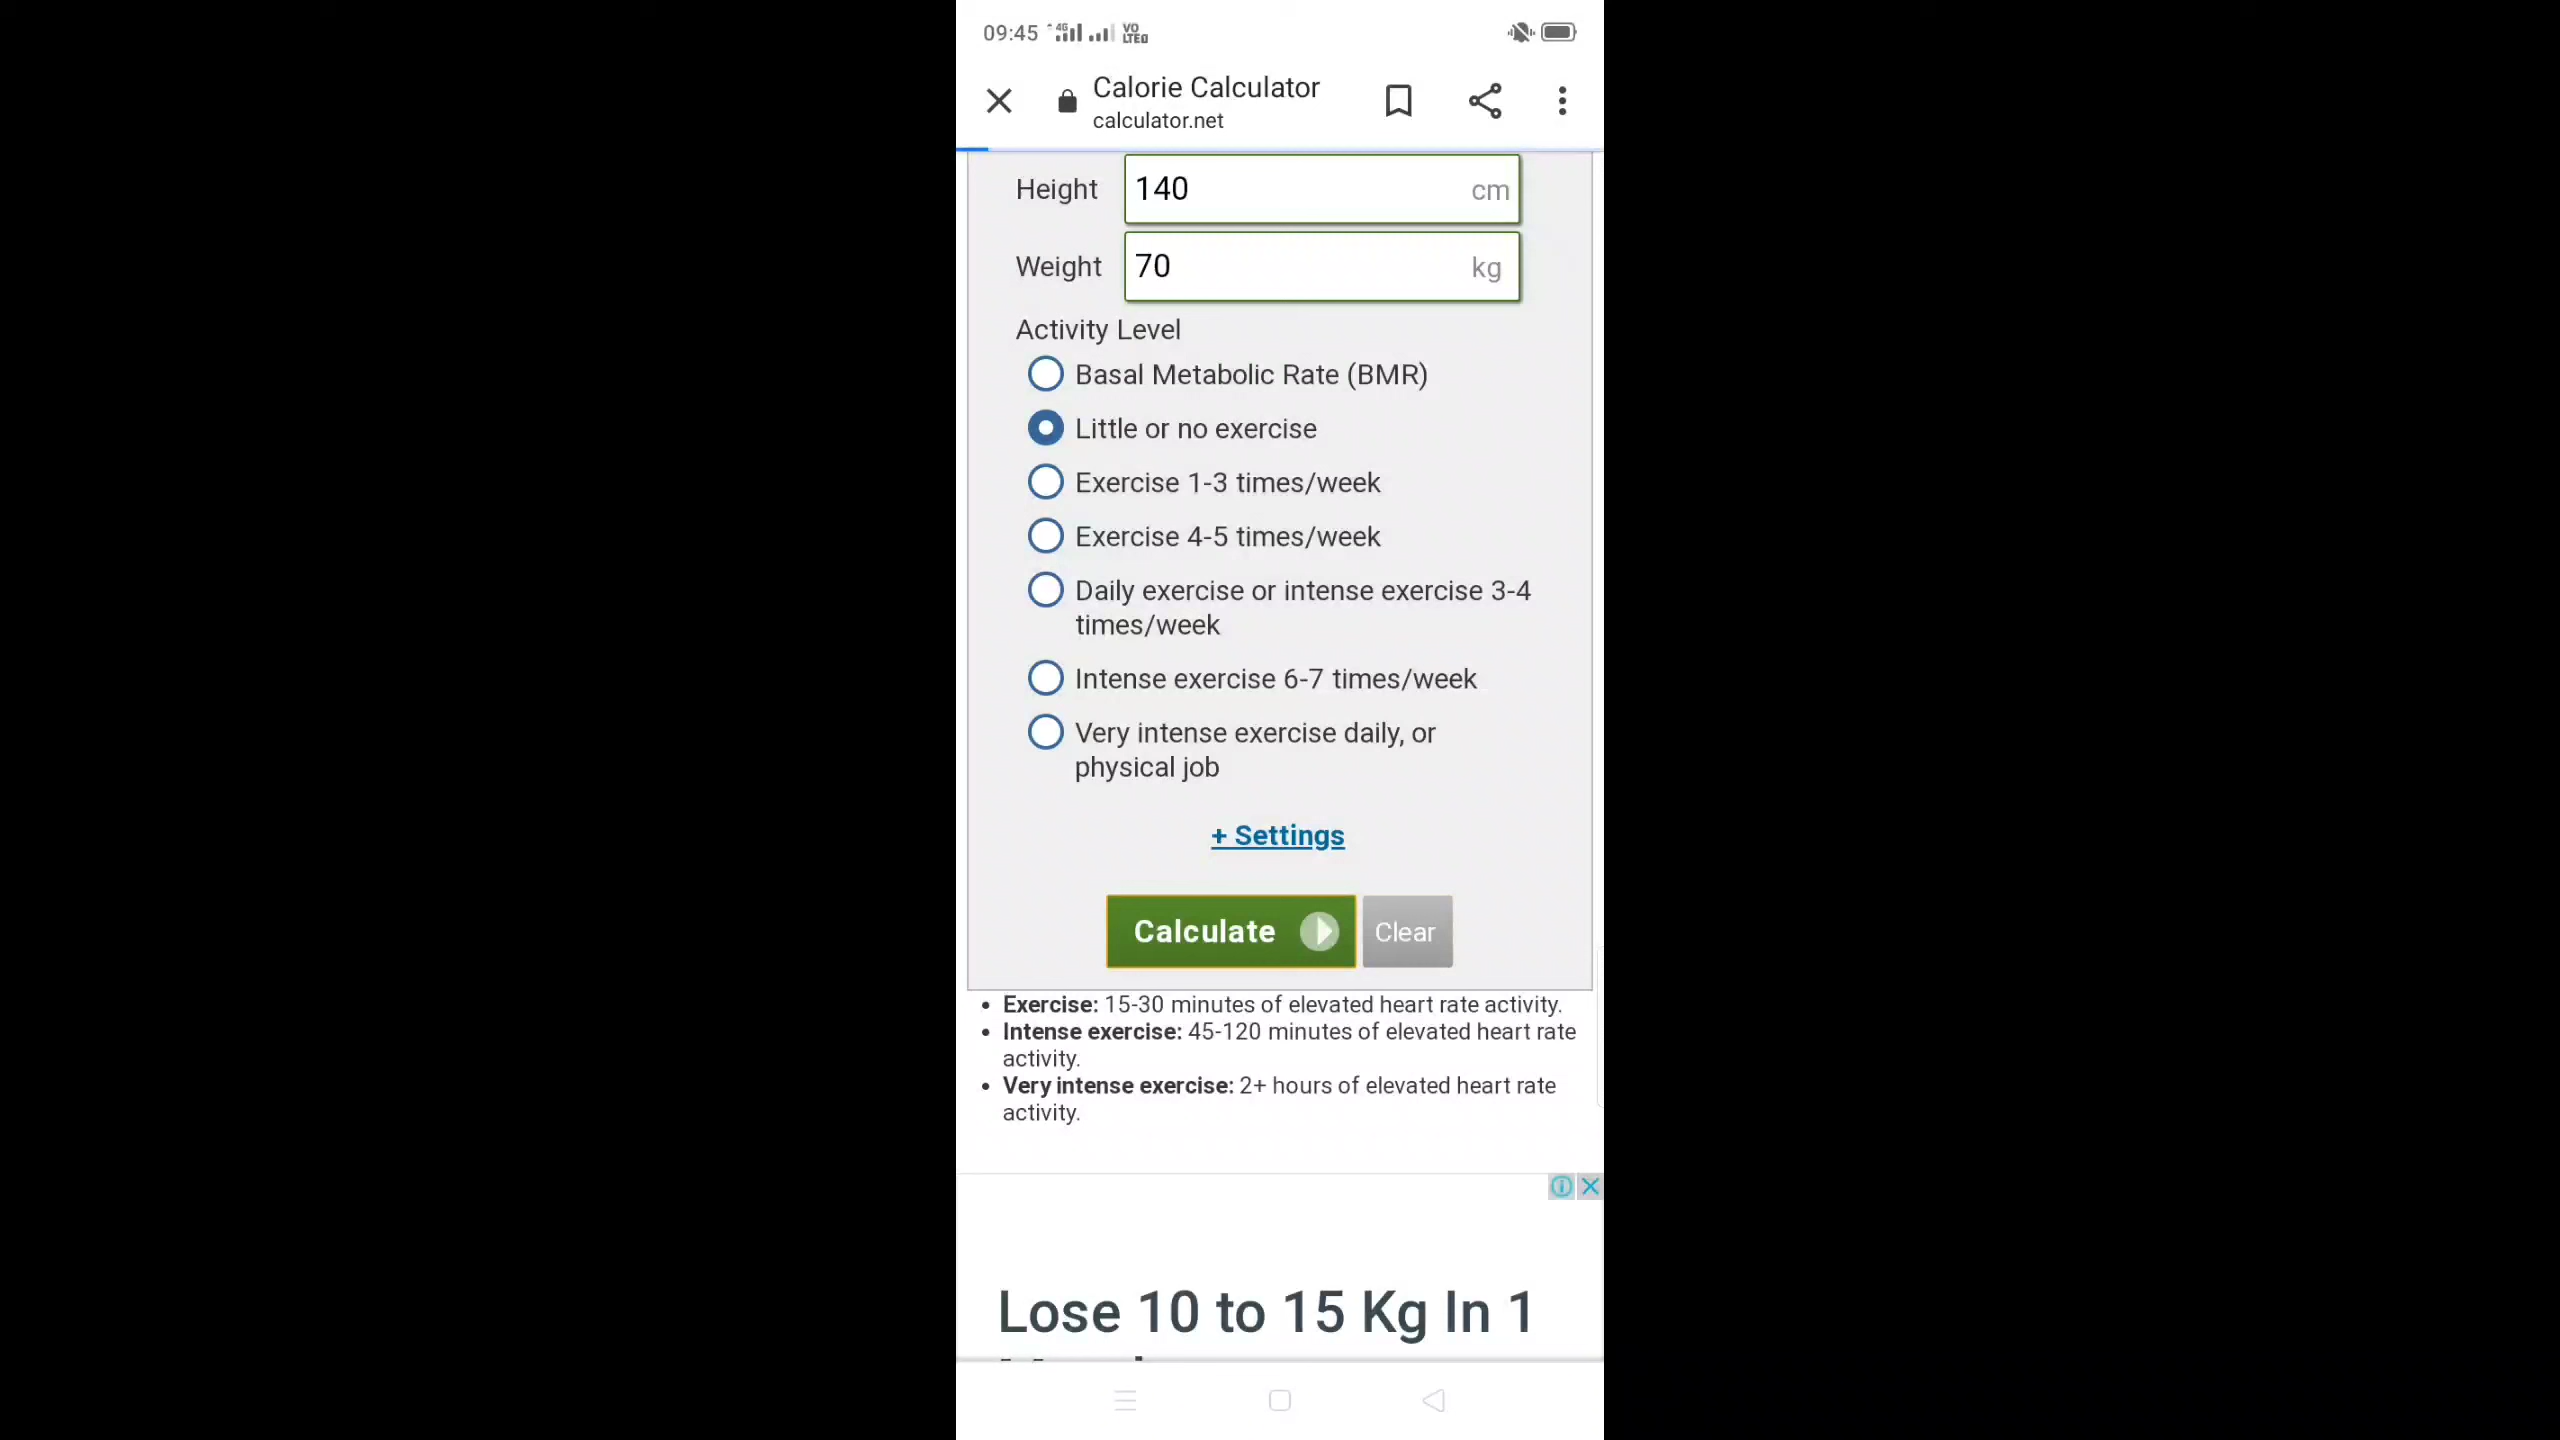 09:45 4G VO LTE
Calorie Calculator
calculator.net
Height 140 cm
Weight 70 kg
Activity Level
Basal Metabolic Rate (BMR)
Little or no exercise
Exercise 1-3 times/week
Exercise 4-5 times/week
Daily exercise or intense exercise 3-4
times/week
Intense exercise 6-7 times/week
Very intense exercise daily, or
physical job
+ Settings
Calculate Clear
• Exercise: 15-30 minutes of elevated heart rate activity.
• Intense exercise: 45-120 minutes of elevated heart rate
activity.
• Very intense exercise: 2+ hours of elevated heart rate
activity.
Lose 10 to 15 Kg In 1